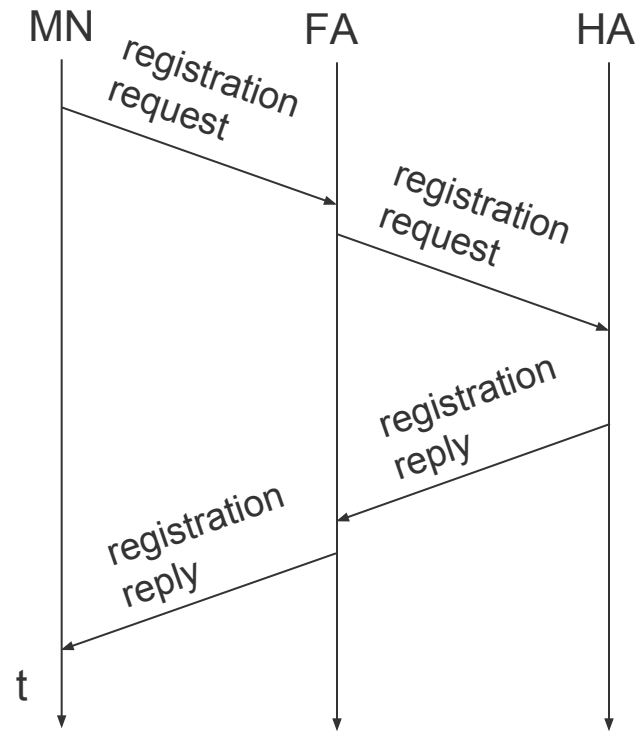 MN
FA
HA
registration
request
registration
request
registration
reply
registration
reply
t